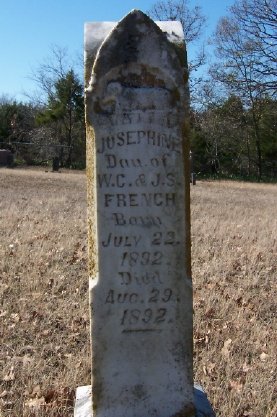 JOSEPHINE
Dau. of
W.C. & J.S.
FRENCH
Born
JULY 22.
1892.
Died
AUG. 29.
1892.